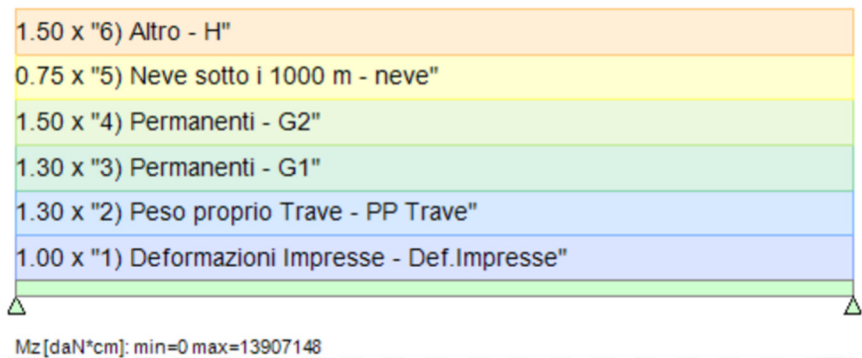 1.50 x "6) Altro - H"
0.75 x "5) Neve sotto i 1000 m - neve"
1.50 x "4) Permanenti - G2"
1.30 x "3) Permanenti - G1"
1.30 x "2) Peso proprio Trave - PP Trave"
1.00 x "1) Deformazioni Impresse - Def.Impresse"
Mz[daN*cm]: min=0 max=13907148